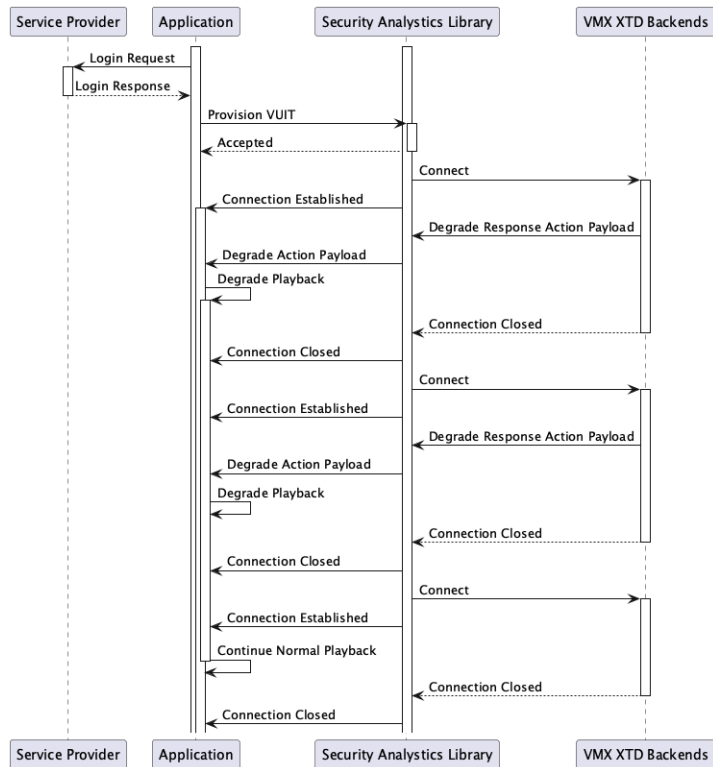 Service Provider
Application
Security Analystics Library
VMX XTD Backends
Login Request
Login Response
Provision VUIT
Accepted
Connect
Connection Established
Degrade Response Action Payload
Degrade Action Payload
Degrade Playback
Connection Closed
Connection Closed
Connect
Connection Established
Degrade Response Action Payload
Degrade Action Payload
Degrade Playback
Connection Closed
Connection Closed
Connect
Connection Established
Continue Normal Playback
Connection Closed
Connection Closed
Service Provider
Application
Security Analystics Library
VMX XTD Backends